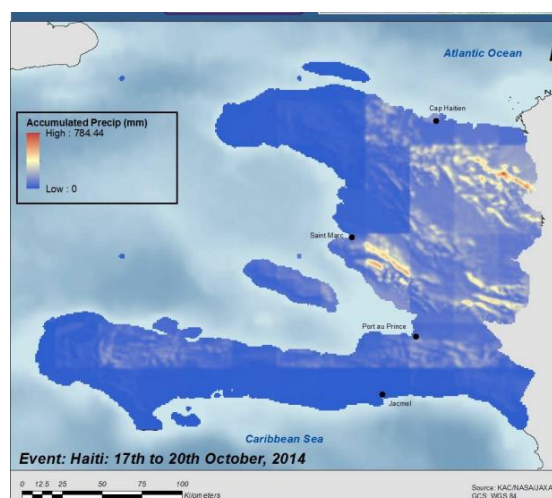 Atlantic Ocean
Cap Haitien
Accumulated Precip (mm)
High : 784.44
Low : 0
Saint Marc
Port au Prince
Jacmel
Caribbean Sea
Event: Haiti: 17th to 20th October, 2014
0 12.5 25 50 75 100
Kilometers
Source: KAC/NASA/JAXA
GCS: WGS 84